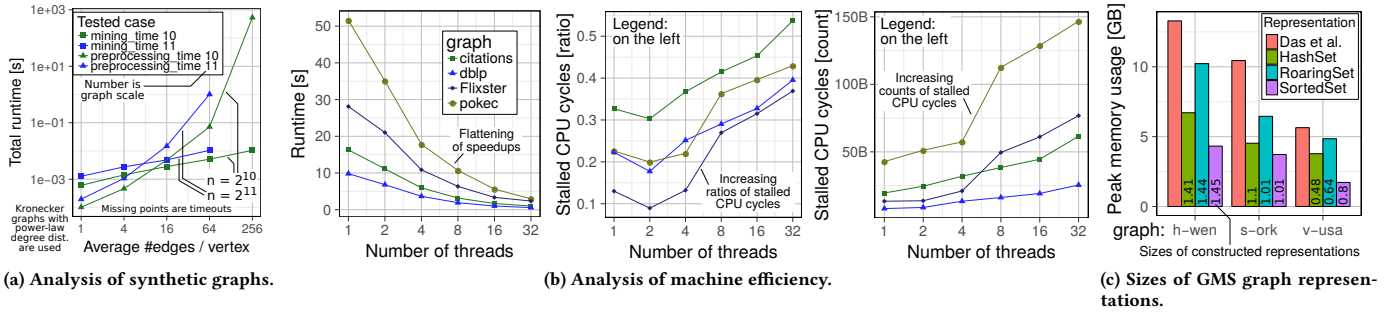 1e+03
1e+01
1e-01
1e-03
Total runtime [s]
Tested case
mining_time 10
mining_time 11
preprocessing_time 10
preprocessing_time 11
Number is
graph scale
n = 2^10
n = 2^11
Missing points are timeouts
Kronecker
graphs with
power-law
degree dist.
are used
1 4 16 64 256
Average #edges / vertex
(a) Analysis of synthetic graphs.
50
40
30
20
10
0
Runtime [s]
graph
citations
dblp
Flixster
pokec
Flattening
of speedups
1 2 4 8 16 32
Number of threads
0.5
0.4
0.3
0.2
0.1
Stalled CPU cycles [ratio]
Legend:
on the left
Increasing
ratios of stalled
CPU cycles
1 2 4 8 16 32
Number of threads
150B
100B
50B
Stalled CPU cycles [count]
Legend:
on the left
Increasing
counts of stalled
CPU cycles
1 2 4 8 16 32
Number of threads
(b) Analysis of machine efficiency.
10
5
0
Peak memory usage [GB]
Representation
Das et al.
HashSet
RoaringSet
SortedSet
1.41
1.44
1.45
1.1
1.01
1.01
0.48
0.64
0.8
graph: h-wen s-ork v-usa
Sizes of constructed representations
(c) Sizes of GMS graph represen-
tations.